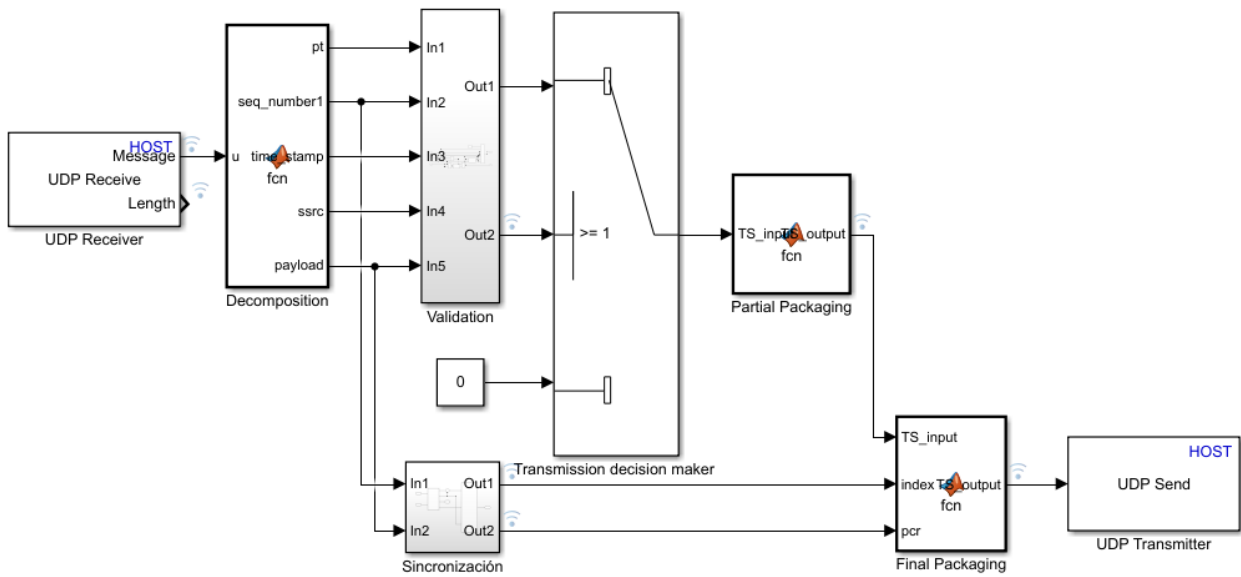 HOST
Message
UDP Receive
Length
UDP Receiver
u
pt
seq_number1
time_stamp
ssrc
payload
fcn
Decomposition
In1
In2
In3
In4
In5
Out1
Out2
Validation
>= 1
Transmission decision maker
0
TS_input
TS_output
fcn
Partial Packaging
In1
In2
Out1
Out2
Sincronización
TS_input
index
pcr
TS_output
fcn
Final Packaging
HOST
UDP Send
UDP Transmitter